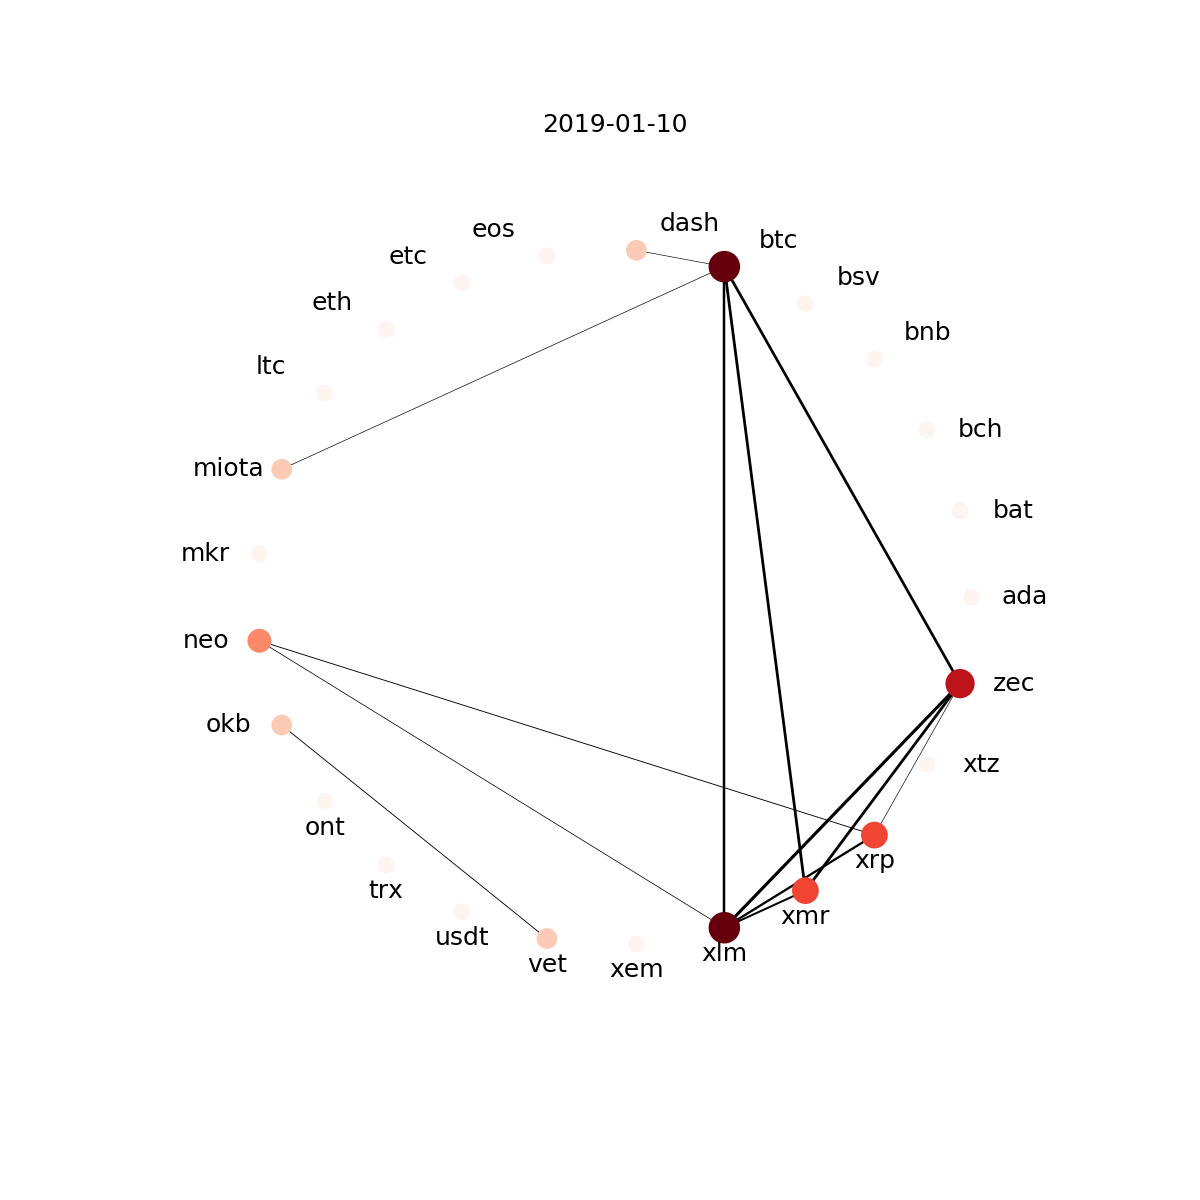 2019-01-10
dash
btc
eos
etc
bsv
eth
bnb
ltc
bch
miota
bat
mkr
ada
neo
zec
okb
xtz
ont
xrp
trx
xmr
usdt
xlm
vet
xem